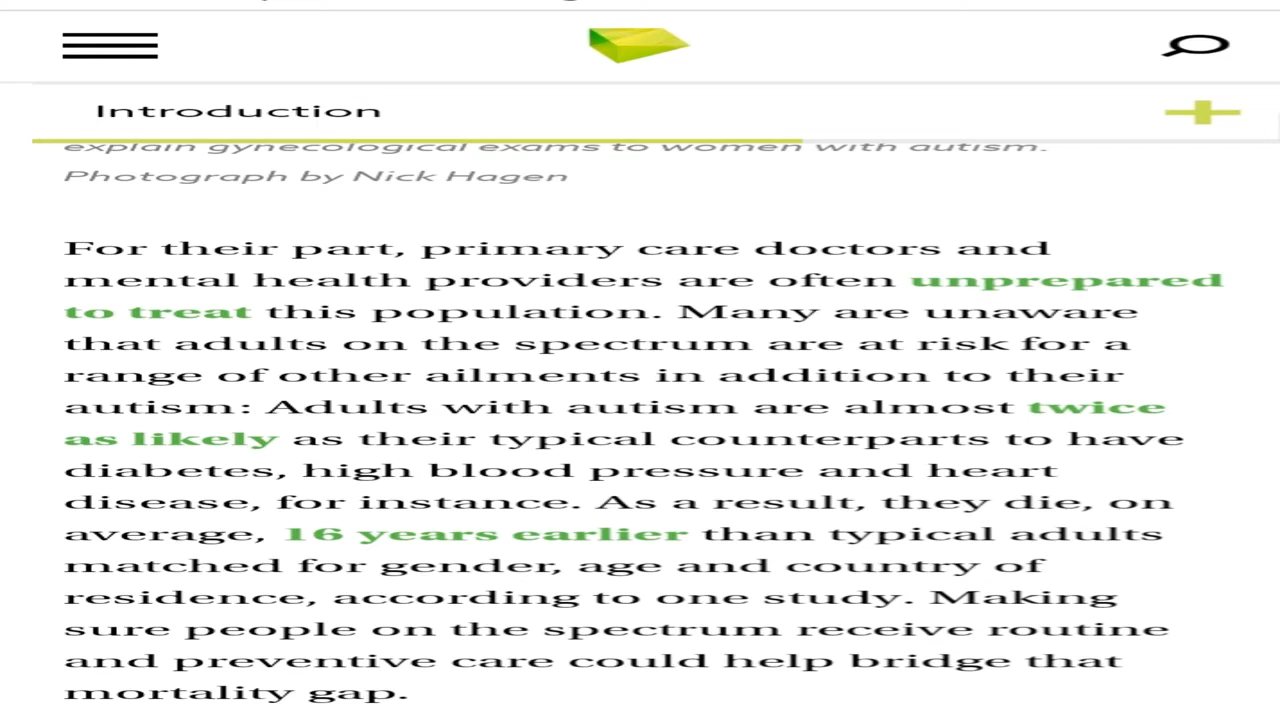 Introduction
explain gynecological exams to women with autism.
Photograph by Nick Hagen
For their part, primary care doctors and
mental health providers are often unprepared
to treat this population. Many are unaware
that adults on the spectrum are at risk for a
range of other ailments in addition to their
autism: Adults with autism are almost twice
as likely as their typical counterparts to have
diabetes, high blood pressure and heart
disease, for instance. As a result, they die, on
average, 16 years earlier than typical adults
matched for gender, age and country of
residence, according to one study. Making
sure people on the spectrum receive routine
and preventive care could help bridge that
mortality gap.